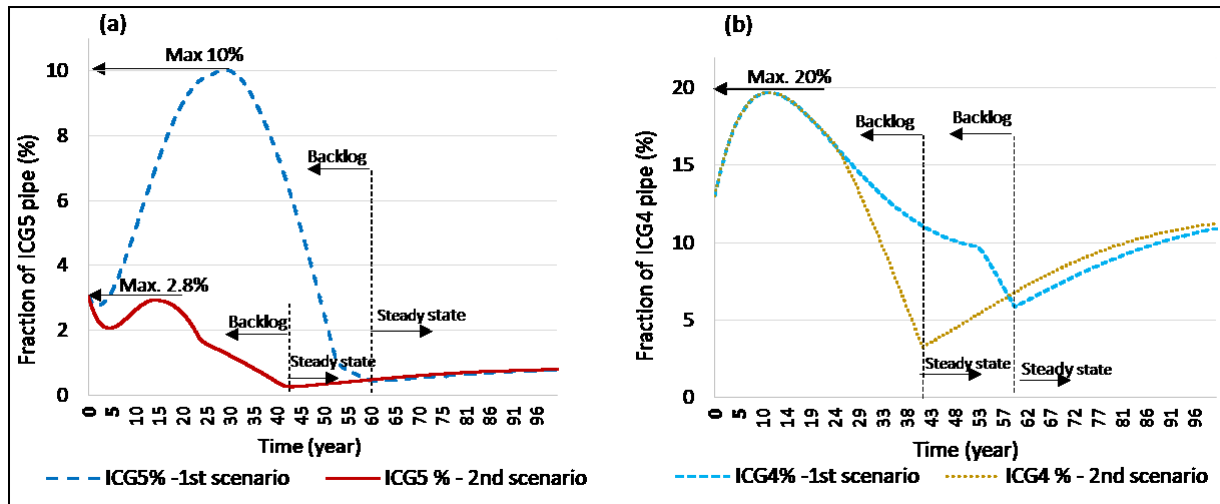 (a)
Max 10%
Backlog
Max. 2.8%
Backlog
Steady state
Steady state
Fraction of ICG5 pipe (%)
10
8
6
4
2
0
0 5 10 15 20 25 30 35 40 45 50 55 60 65 70 75 80 86 91 96
Time (year)
ICG5% -1st scenario
ICG5 % - 2nd scenario
(b)
Max. 20%
Backlog
Backlog
Steady state
Steady state
Fraction of ICG4 pipe (%)
20
15
10
5
0
0 5 10 14 19 24 29 34 38 43 48 53 57 62 67 72 77 81 86 91 96
Time (year)
ICG4% -1st scenario
ICG4 % - 2nd scenario